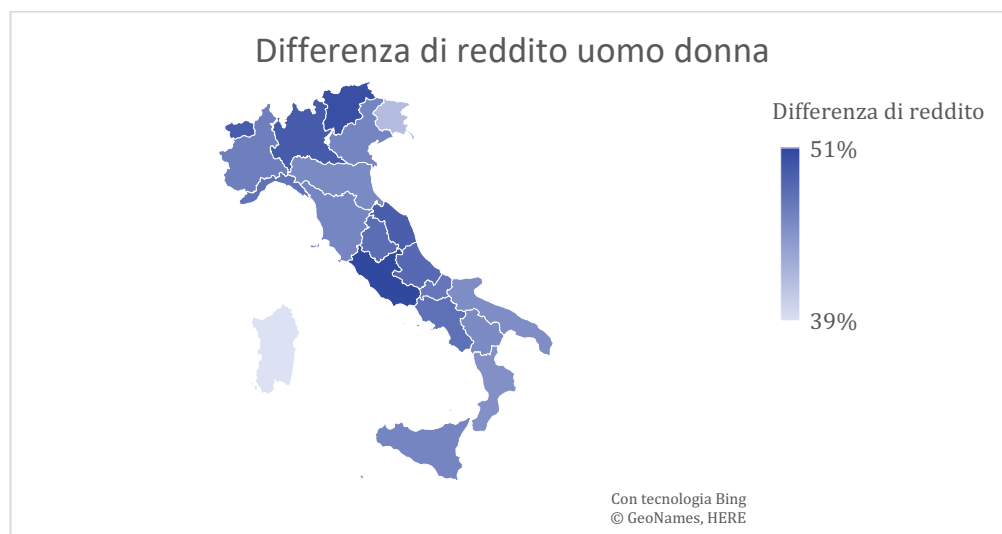 Differenza di reddito uomo donna
Differenza di reddito
51%
39%
Con tecnologia Bing
© GeoNames, HERE